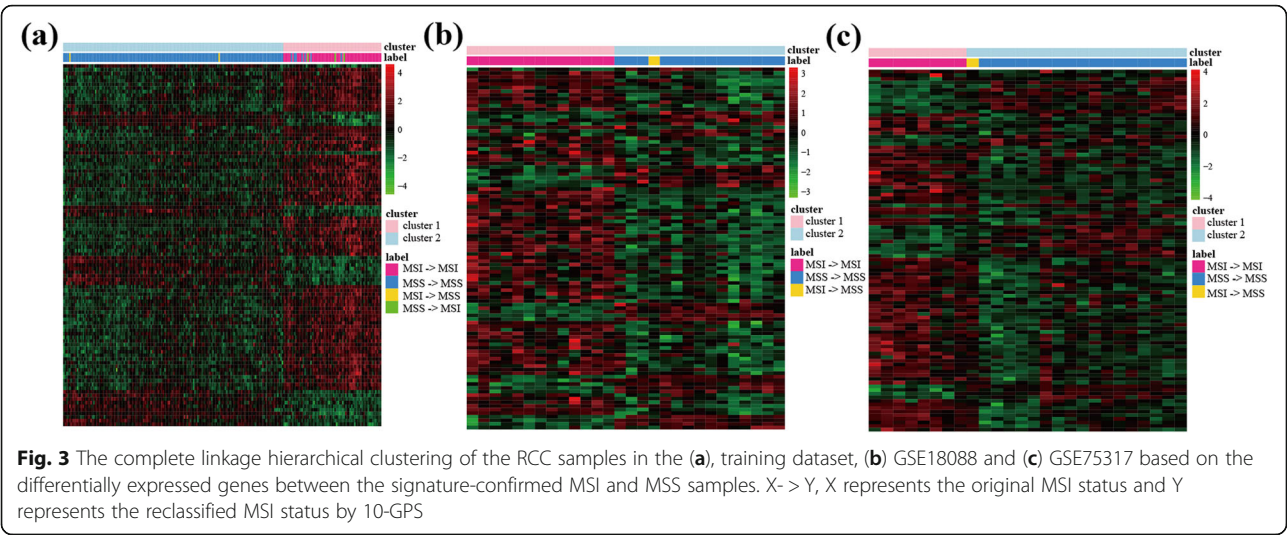 (a)
cluster
label
4
2
0
−2
−4
cluster
cluster 1
cluster 2
label
MSI -> MSI
MSS -> MSS
MSI -> MSS
MSS -> MSI
(b)
cluster
label
3
2
1
0
−1
−2
−3
cluster
cluster 1
cluster 2
label
MSI -> MSI
MSS -> MSS
MSI -> MSS
(c)
cluster
label
4
2
0
−2
−4
cluster
cluster 1
cluster 2
label
MSI -> MSI
MSS -> MSS
MSI -> MSS
Fig. 3 The complete linkage hierarchical clustering of the RCC samples in the (a), training dataset, (b) GSE18088 and (c) GSE75317 based on the
differentially expressed genes between the signature-confirmed MSI and MSS samples. X- > Y, X represents the original MSI status and Y
represents the reclassified MSI status by 10-GPS